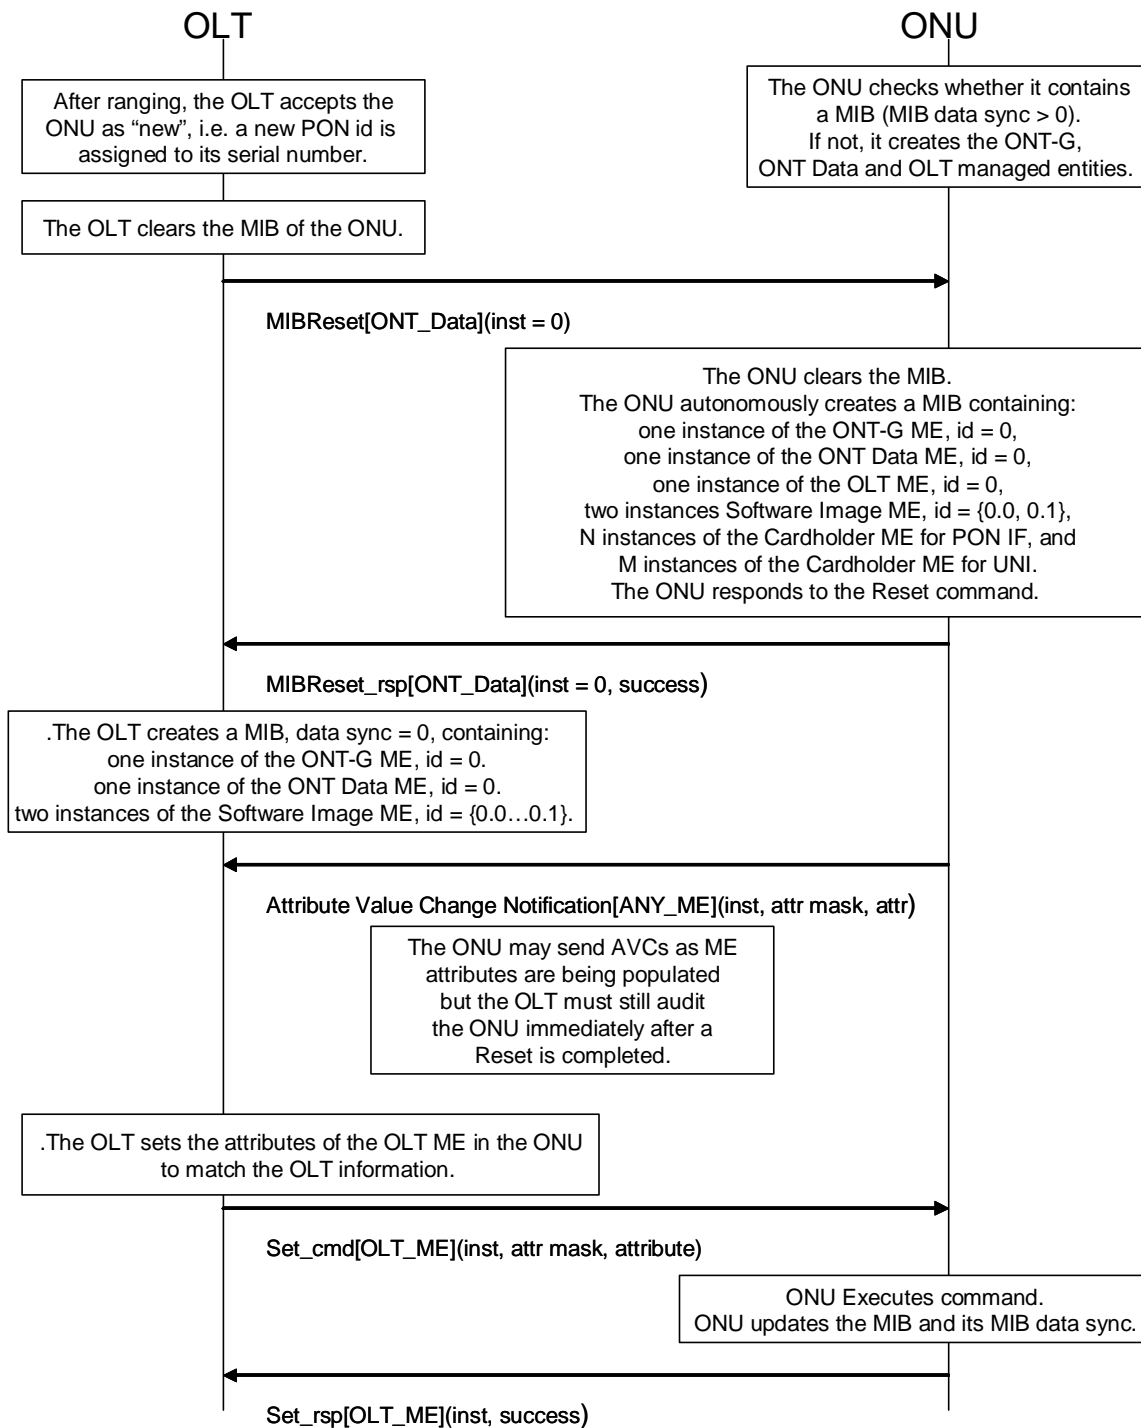 OLT
ONU
After ranging, the OLT accepts the
ONU as “new”, i.e. a new PON id is
assigned to its serial number.
The ONU checks whether it contains
a MIB (MIB data sync > 0).
If not, it creates the ONT-G,
ONT Data and OLT managed entities.
The OLT clears the MIB of the ONU.
MIBReset[ONT_Data](inst = 0)
The ONU clears the MIB.
The ONU autonomously creates a MIB containing:
one instance of the ONT-G ME, id = 0,
one instance of the ONT Data ME, id = 0,
one instance of the OLT ME, id = 0,
two instances Software Image ME, id = {0.0, 0.1},
N instances of the Cardholder ME for PON IF, and
M instances of the Cardholder ME for UNI.
The ONU responds to the Reset command.
MIBReset_rsp[ONT_Data](inst = 0, success)
.The OLT creates a MIB, data sync = 0, containing:
one instance of the ONT-G ME, id = 0.
one instance of the ONT Data ME, id = 0.
two instances of the Software Image ME, id = {0.0…0.1}.
Attribute Value Change Notification[ANY_ME](inst, attr mask, attr)
The ONU may send AVCs as ME
attributes are being populated
but the OLT must still audit
the ONU immediately after a
Reset is completed.
.The OLT sets the attributes of the OLT ME in the ONU
to match the OLT information.
Set_cmd[OLT_ME](inst, attr mask, attribute)
ONU Executes command.
ONU updates the MIB and its MIB data sync.
Set_rsp[OLT_ME](inst, success)